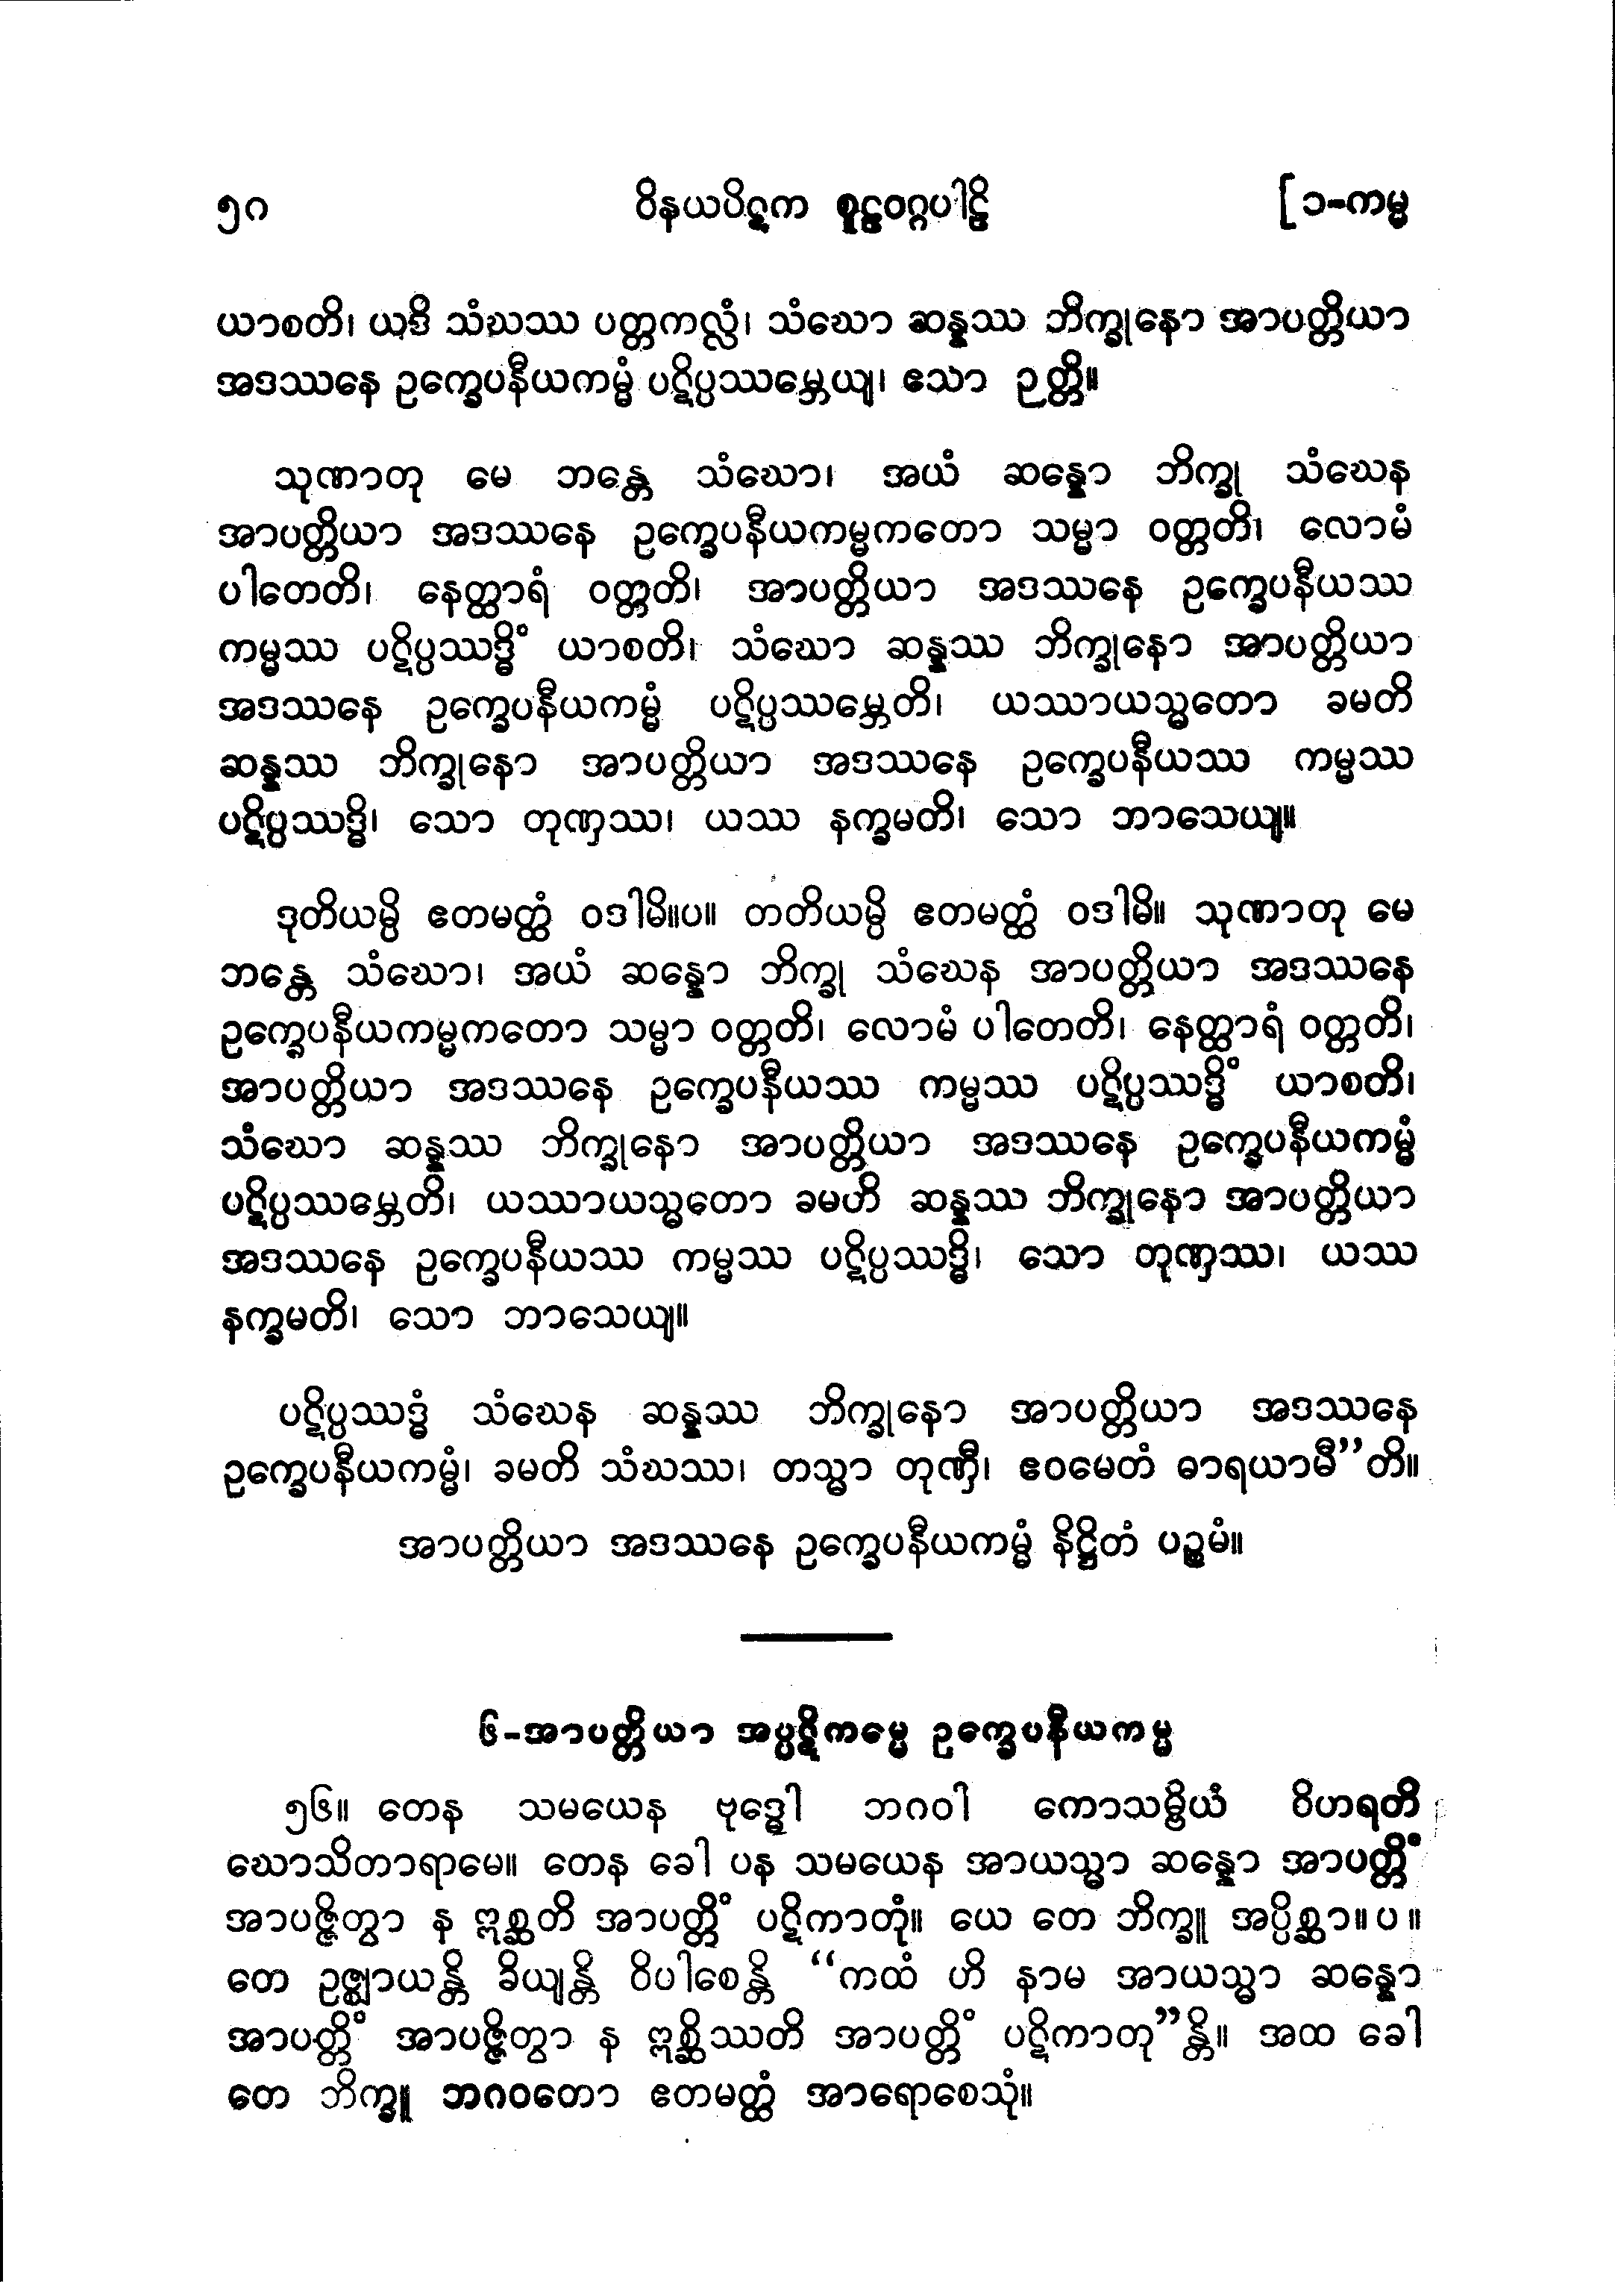 ၅ဂ ဝိနယပိဋက စူဠဝဂ္ဂပါဠိ [၁-ကမ္မ
ယာစတိ၊ ယဒိ သံဃဿ ပတ္တကလ္လံ၊ သံဃော ဆန္နဿ ဘိက္ခုနော အာပတ္တိယာ
အဒဿနေ ဥက္ခေပနီယကမ္မံ ပဋိပ္ပဿမ္ဘေယျ၊ ဧသာ ဉတ္တိ။
သုဏာတု မေ ဘန္တေ သံဃော၊ အယံ ဆန္နော ဘိက္ခု သံဃေန
အာပတ္တိယာ အဒဿနေ ဥက္ခေပနီယကမ္မကတော သမ္မာ ဝတ္တတိ၊ လောမံ
ပါတေတိ၊ နေတ္ထာရံ ဝတ္တတိ၊ အာပတ္တိယာ အဒဿနေ ဥက္ခေပနီယဿ
ကမ္မဿ ပဋိပ္ပဿဒ္ဓိံ ယာစတိ၊ သံဃော ဆန္နဿ ဘိက္ခုနော အာပတ္တိယာ
အဒဿနေ ဥက္ခေပနီယကမ္မံ ပဋိပ္ပဿမ္ဘေတိ၊ ယဿာယသ္မတော ခမတိ
ဆန္နဿ ဘိက္ခုနော အာပတ္တိယာ အဒဿနေ ဥက္ခေပနီယဿ ကမ္မဿ
ပဋိပ္ပဿဒ္ဓိ၊ သော တုဏှဿ၊ ယဿ နက္ခမတိ၊ သော ဘာသေယျ။
ဒုတိယမ္ပိ ဧတမတ္ထံ ဝဒါမိ။ပ။ တတိယမ္ပိ ဧတမတ္ထံ ဝဒါမိ။ သုဏာတု မေ
ဘန္တေ သံဃော၊ အယံ ဆန္နော ဘိက္ခု သံဃေန အာပတ္တိယာ အဒဿနေ
ဥက္ခေပနီယကမ္မကတော သမ္မာ ဝတ္တတိ၊ လောမံ ပါတေတိ၊ နေတ္ထာရံ ဝတ္တတိ၊
အာပတ္တိယာ အဒဿနေ ဥက္ခေပနီယဿ ကမ္မဿ ပဋိပ္ပဿဒ္ဓိံ ယာစတိ၊
သံဃော ဆန္နဿ ဘိက္ခုနော အာပတ္တိယာ အဒဿနေ ဥက္ခေပနီယကမ္မံ
ပဋိပ္ပဿမ္ဘေတိ၊ ယဿာယသ္မတော ခမတိ ဆန္နဿ ဘိက္ခုနော အာပတ္တိယာ
အဒဿနေ ဥက္ခေပနီယဿ ကမ္မဿ ပဋိပ္ပဿဒ္ဓိ၊ သော တုဏှဿ၊ ယဿ
နက္ခမတိ၊ သော ဘာသေယျ။
ပဋိပ္ပဿဒ္ဓံ သံဃေန ဆန္နဿ ဘိက္ခုနော အာပတ္တိယာ အဒဿနေ
ဥက္ခေပနီယကမ္မံ၊ ခမတိ သံဃဿ၊ တသ္မာ တုဏှီ၊ ဧဝမေတံ ဓာရယာမီ”တိ။
အာပတ္တိယာ အဒဿနေ ဥက္ခေပနီယကမ္မံ နိဋ္ဌိတံ ပဉ္စမံ။
၆-အာပတ္တိယာ အပ္ပဋိကမ္မေ ဥက္ခေပနီယကမ္မ
၅၆။ တေန သမယေန ဗုဒ္ဓေါ ဘဂဝါ ကောသမ္ဗိယံ ဝိဟရတိ
ဃောသိတာရာမေ။ တေန ခေါ ပန သမယေန အာယသ္မာ ဆန္နော အာပတ္တိံ
အာပဇ္ဇိတွာ န ဣစ္ဆတိ အာပတ္တိံ ပဋိကာတုံ။ ယေ တေ ဘိက္ခူ အပ္ပိစ္ဆာ။ပ။
တေ ဥဇ္ဈာယန္တိ ခိယျန္တိ ဝိပါစေန္တိ “ကထံ ဟိ နာမ အာယသ္မာ ဆန္နော
အာပတ္တိံ အာပဇ္ဇိတွာ န ဣစ္ဆိဿတိ အာပတ္တိံ ပဋိကာတု”န္တိ။ အထ ခေါ
တေ ဘိက္ခူ ဘဂဝတော ဧတမတ္ထံ အာရောစေသုံ။